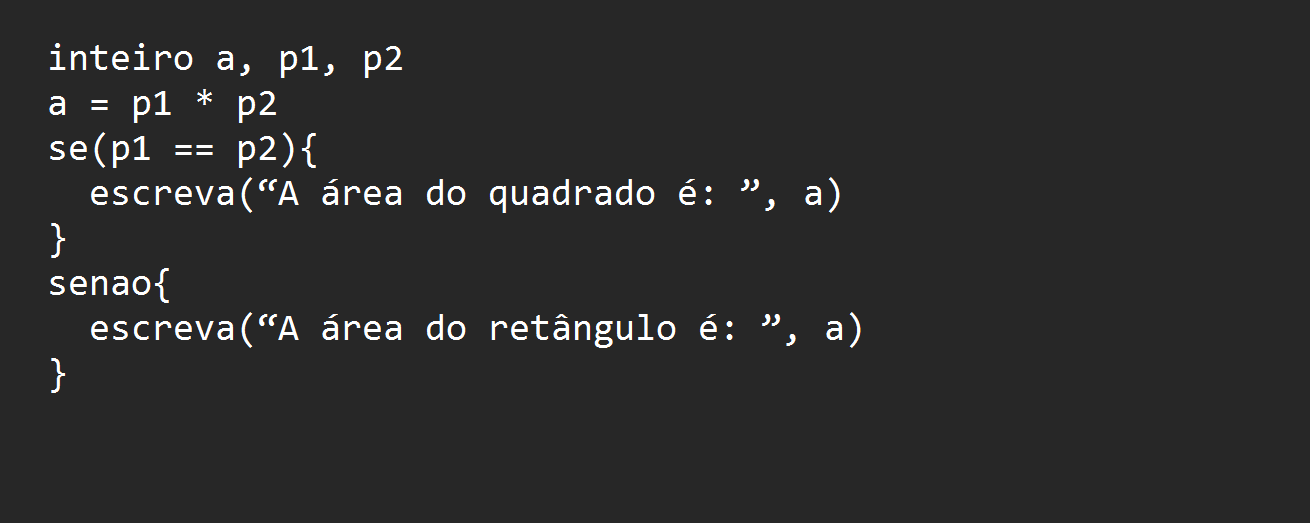 inteiro a, p1, p2
a = p1 * p2
se(p1 == p2){
  escreva(“A área do quadrado é: ”, a)
}
senao{
  escreva(“A área do retângulo é: ”, a)
}